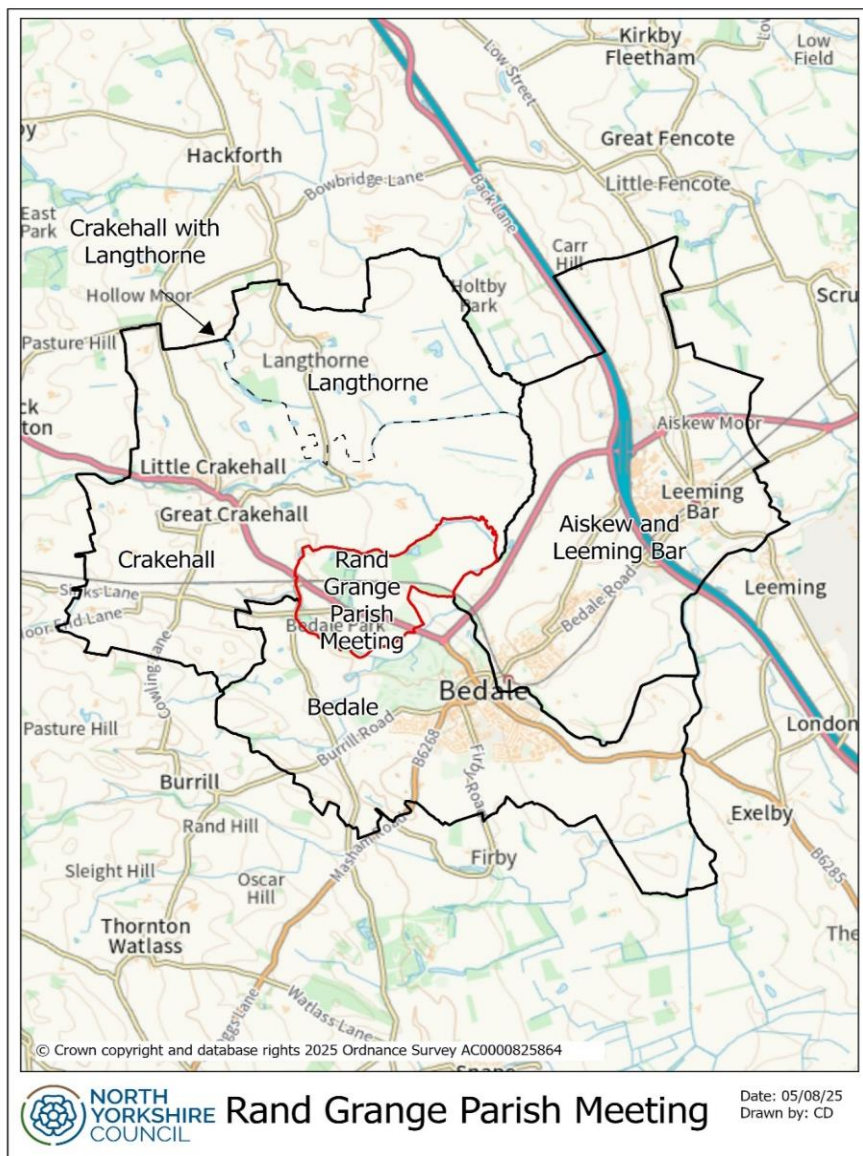 Kirkby
Fleetham
Low
Field
Low Street
Great Fencote
Hackforth
Back Lane
Bowbridge Lane
Little Fencote
East
Park
Crakehall with
Langthorne
Carr
Hill
Holtby
Park
Hollow Moor
Scru
Pasture Hill
Langthorne
Langthorne
ck
ton
Aiskew Moor
Little Crakehall
Leeming
Bar
Great Crakehall
Aiskew and
Leeming Bar
Crakehall
Rand
Grange
Parish
Meeting
Leeming
Bedale Road
Bedale Park
Cowling Lane
Bedale
Bedale
Pasture Hill
Burrill Road
B6268
Firby Road
London
Burrill
Exelby
Rand Hill
Masham Road
Firby
B6285
Sleight Hill
Oscar
Hill
Thornton
Watlass
The
Watlass Lane
© Crown copyright and database rights 2025 Ordnance Survey AC0000825864
NORTH
YORKSHIRE
COUNCIL
Rand Grange Parish Meeting
Date: 05/08/25
Drawn by: CD